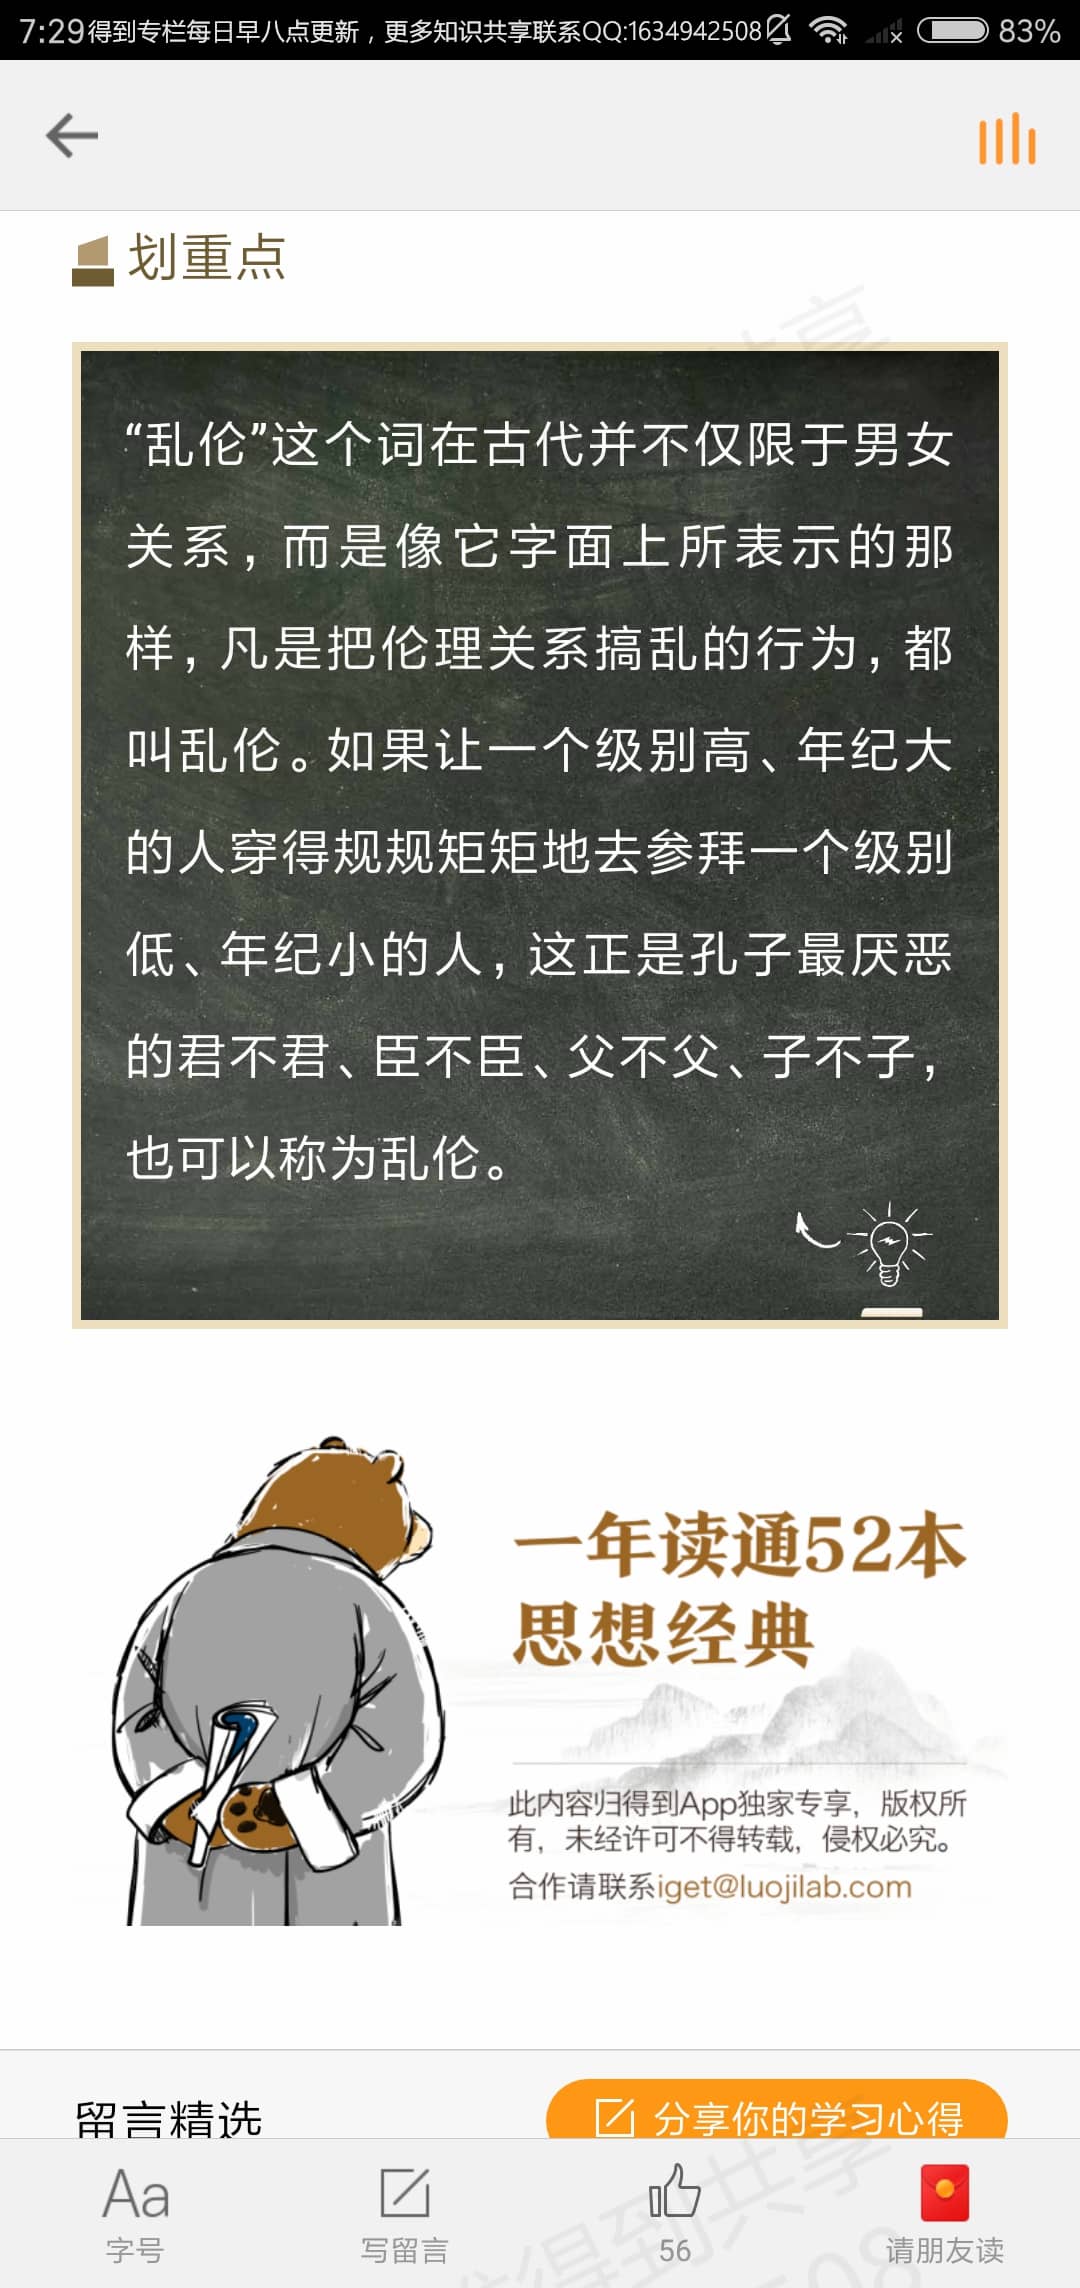 7:29得到专栏每日早八点更新，更多知识共享联系QQ:1634942508 83%
划重点
“乱伦”这个词在古代并不仅限于男女
关系，而是像它字面上所表示的那
样，凡是把伦理关系搞乱的行为，都
叫乱伦。如果让一个级别高、年纪大
的人穿得规规矩矩地去参拜一个级别
低、年纪小的人，这正是孔子最厌恶
的君不君、臣不臣、父不父、子不子，
也可以称为乱伦。
一年读通52本
思想经典
此内容归得到App独家专享，版权所
有，未经许可不得转载，侵权必究。
合作请联系iget@luojilab.com
留言精选
分享你的学习心得
Aa
字号
写留言
56
请朋友读
得到共享
508